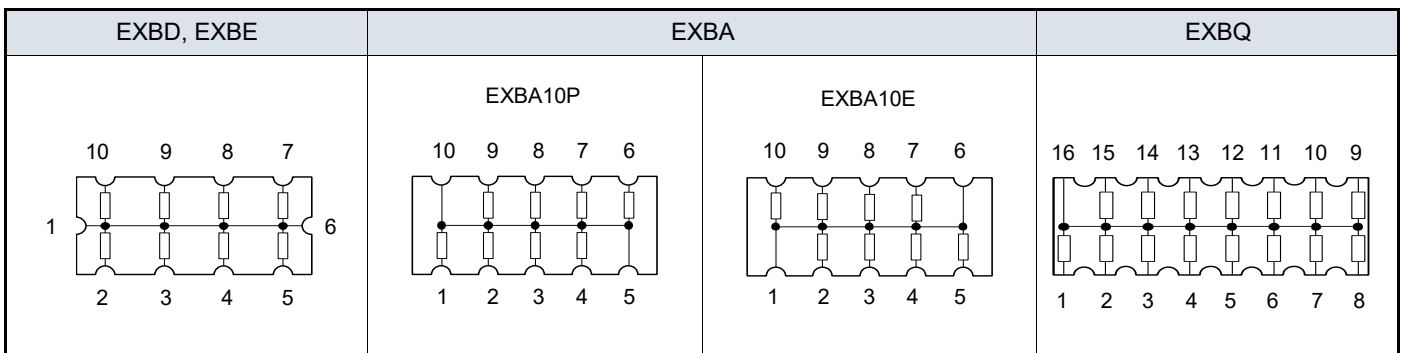 EXBD, EXBE EXBA EXBQ
EXBA10P EXBA10E
10 9 8 7 10 9 8 7 6 10 9 8 7 6 16 15 14 13 12 11 10 9
1 6
2 3 4 5 1 2 3 4 5 1 2 3 4 5 1 2 3 4 5 6 7 8